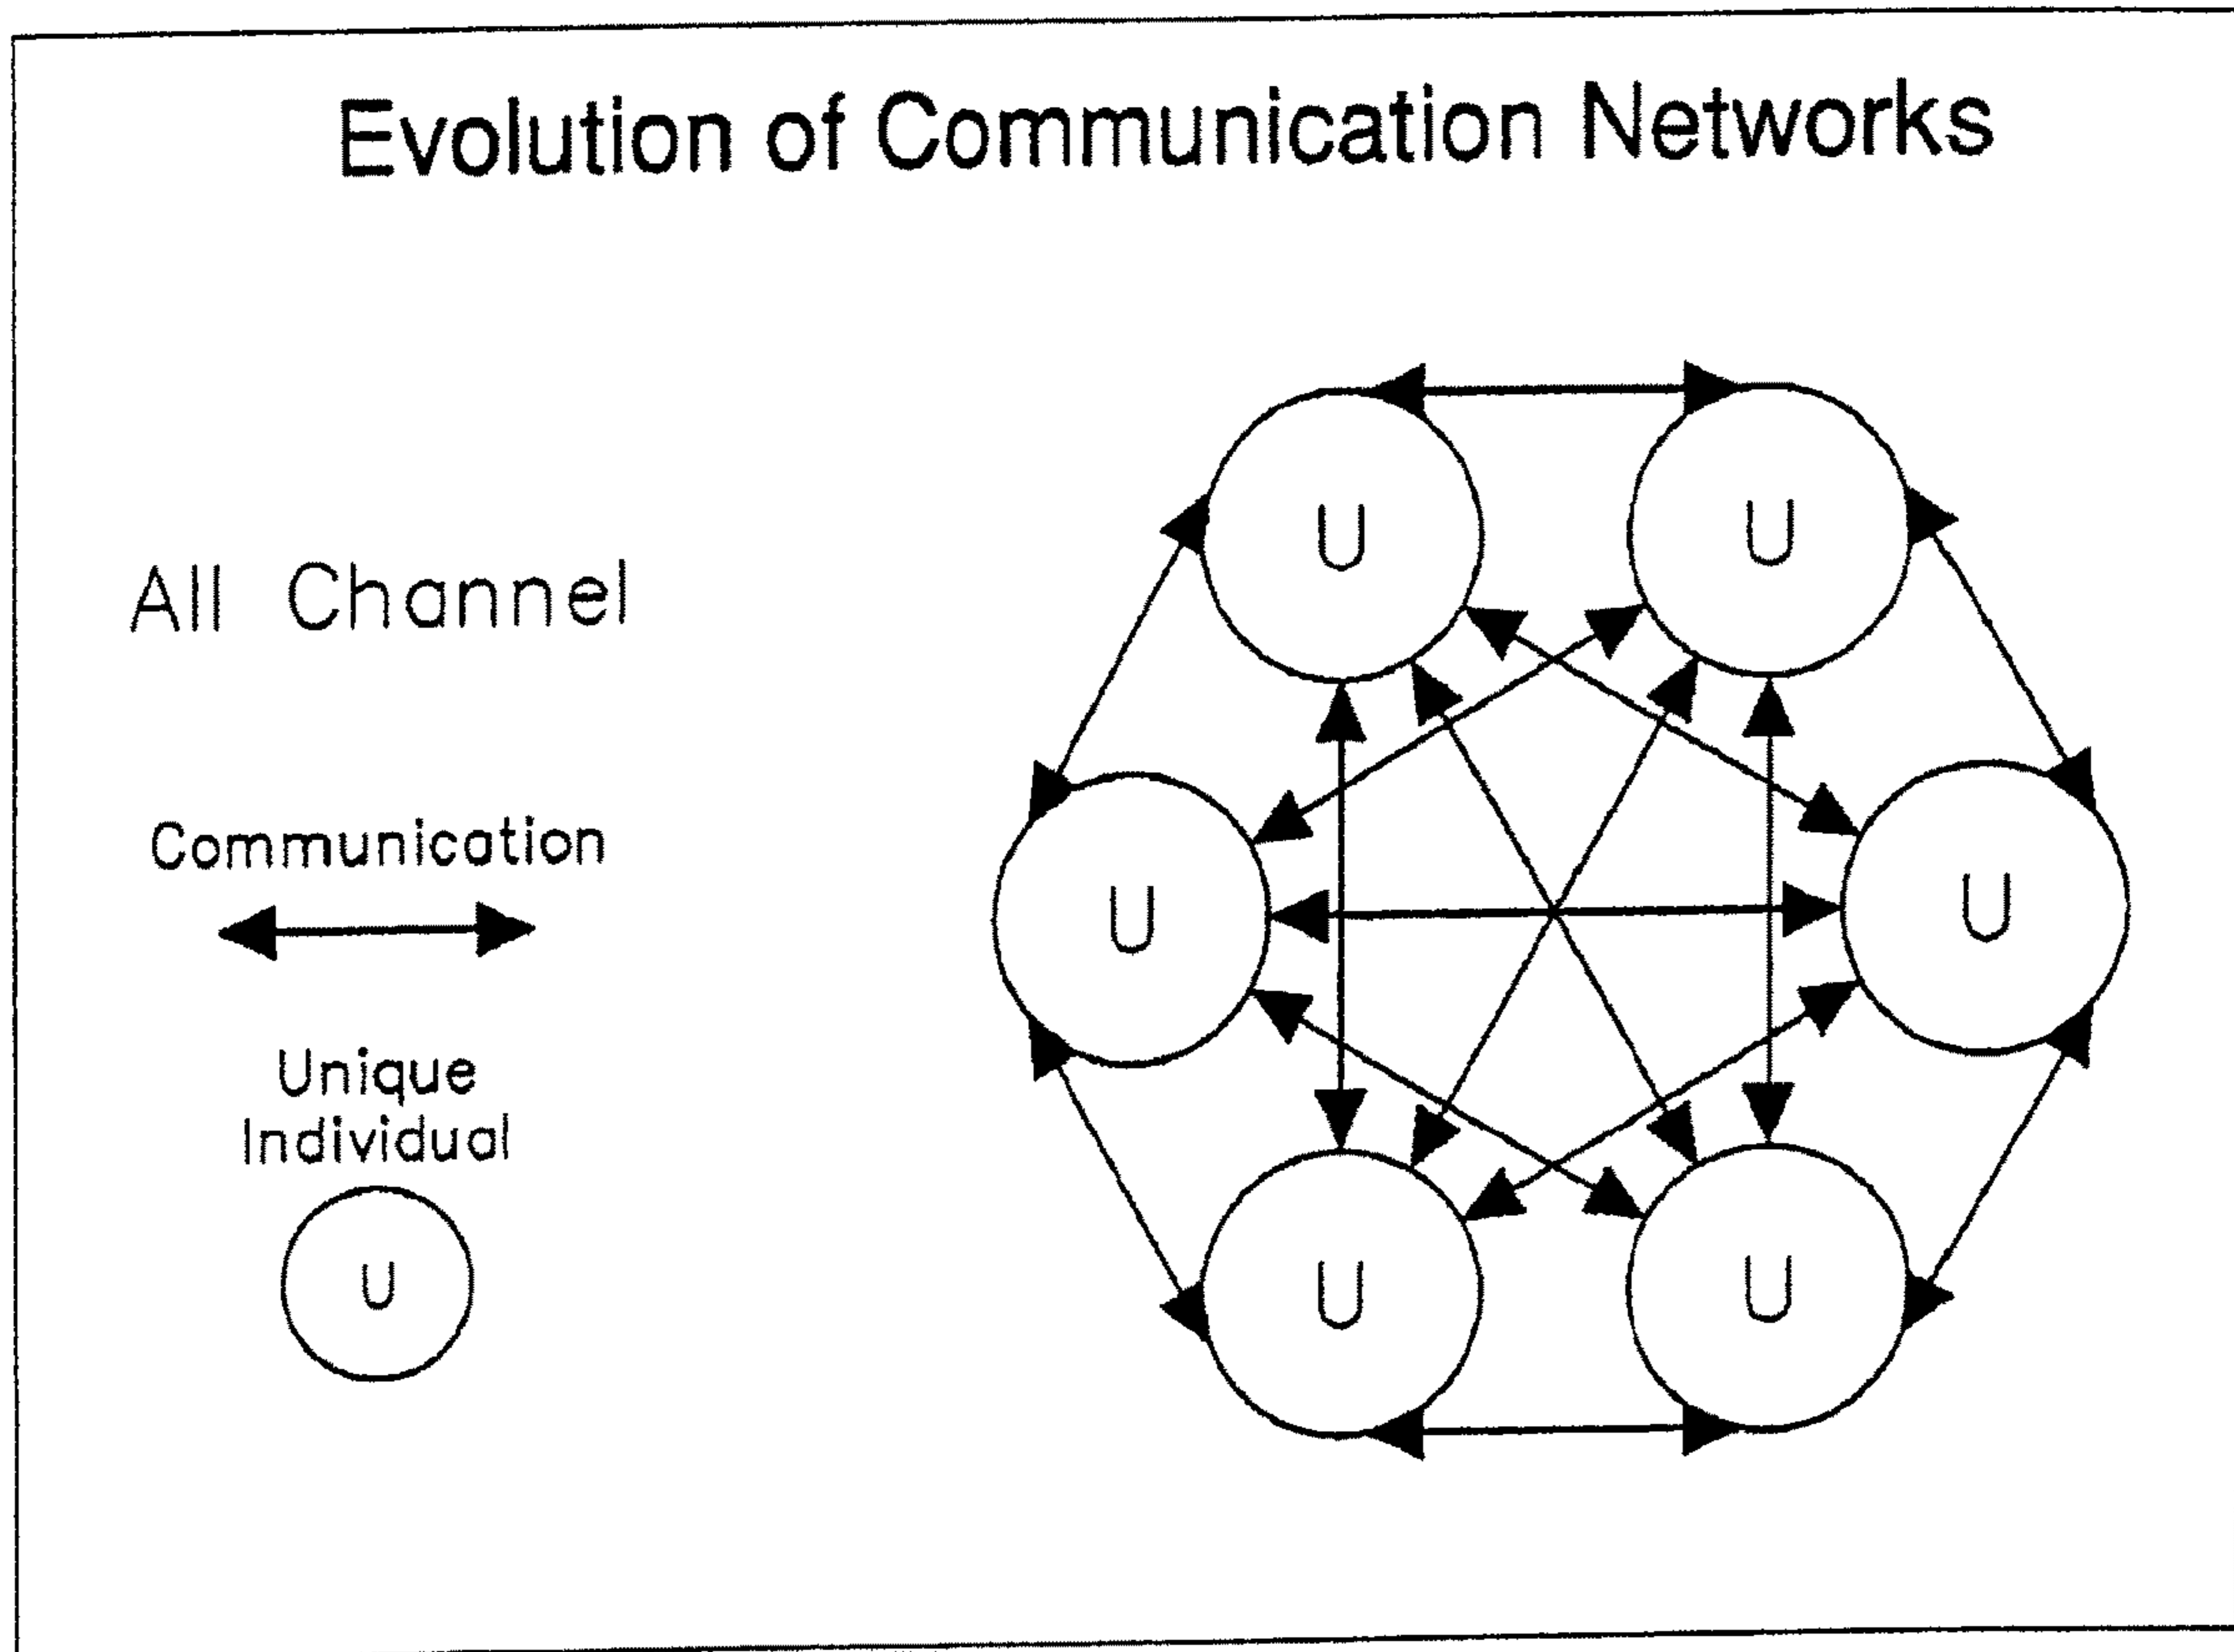 Evolution of Communication Networks
All Channel
Communication
Unique
Individual
U
U
U
U
U
U
U